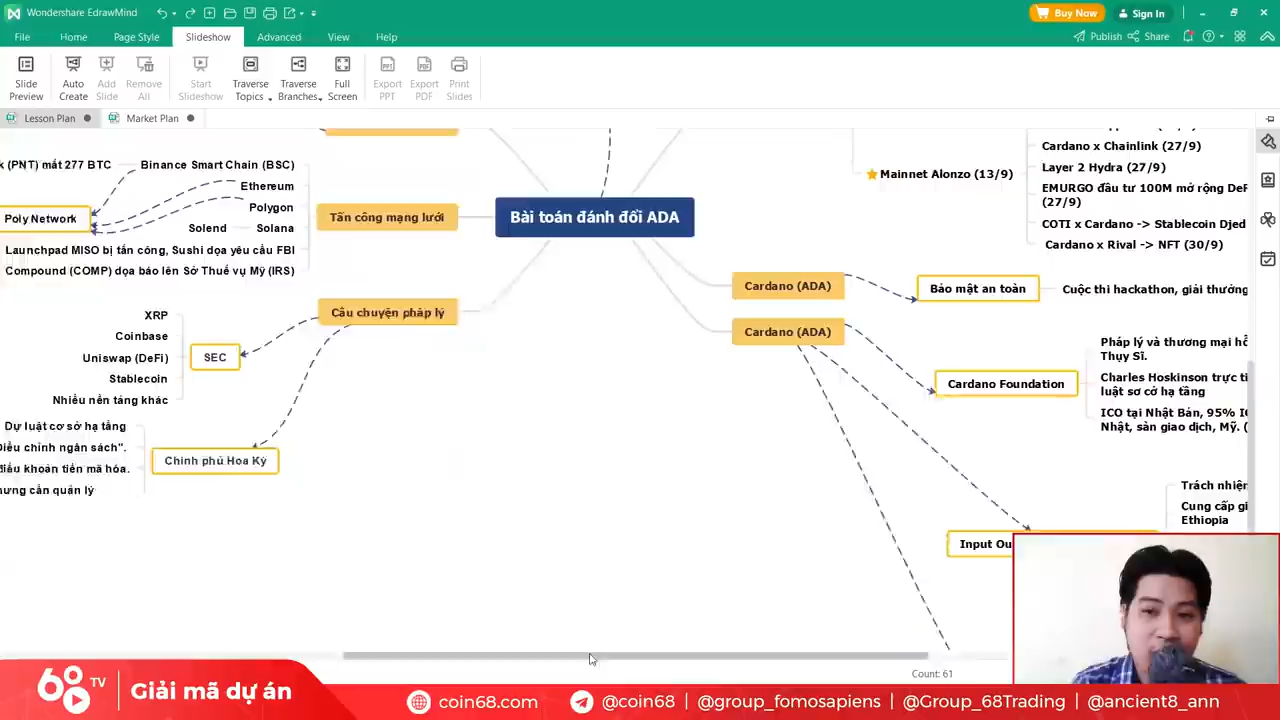 Wondershare EdrawMind
Buy Now
Sign In
File
Home
Page Style
Slideshow
Advanced
View
Help
Publish
Share
Slide Preview
Auto Create
Add Slide
Remove All
Start Slideshow
Traverse Topics
Traverse Branches
Full Screen
Export PPT
Export PDF
Print Slides
Lesson Plan
Market Plan
(PNT) mất 277 BTC
Binance Smart Chain (BSC)
Ethereum
Poly Network
Polygon
Solend
Solana
Launchpad MISO bị tấn công, Sushi dọa yêu cầu FBI
Compound (COMP) dọa báo lên Sở Thuế vụ Mỹ (IRS)
Tấn công mạng lưới
Bài toán đánh đổi ADA
Câu chuyện pháp lý
XRP
Coinbase
SEC
Uniswap (DeFi)
Stablecoin
Nhiều nền tảng khác
Dự luật cơ sở hạ tầng
chỉnh ngân sách".
Chính phủ Hoa Kỳ
khoản tiền mã hóa.
cần quản lý
Cardano x Chainlink (27/9)
Mainnet Alonzo (13/9)
Layer 2 Hydra (27/9)
EMURGO đầu tư 100M mở rộng DeF
(27/9)
COTI x Cardano -> Stablecoin Djed
Cardano x Rival -> NFT (30/9)
Cardano (ADA)
Bảo mật an toàn
Cuộc thi hackathon, giải thưởng
Cardano (ADA)
Cardano Foundation
Pháp lý và thương mại
Thụy Sĩ.
Charles Hoskinson trực
luật sơ cở hạ tầng
ICO tại Nhật Bản, 95%
Nhật, sàn giao dịch, Mỹ. (
Trách
Cung cấp
Ethiopia
Input
Count: 61
68 TV
Giải mã dự án
coin68.com
@coin68 | @group_fomosapiens | @Group_68Trading | @ancient8_ann